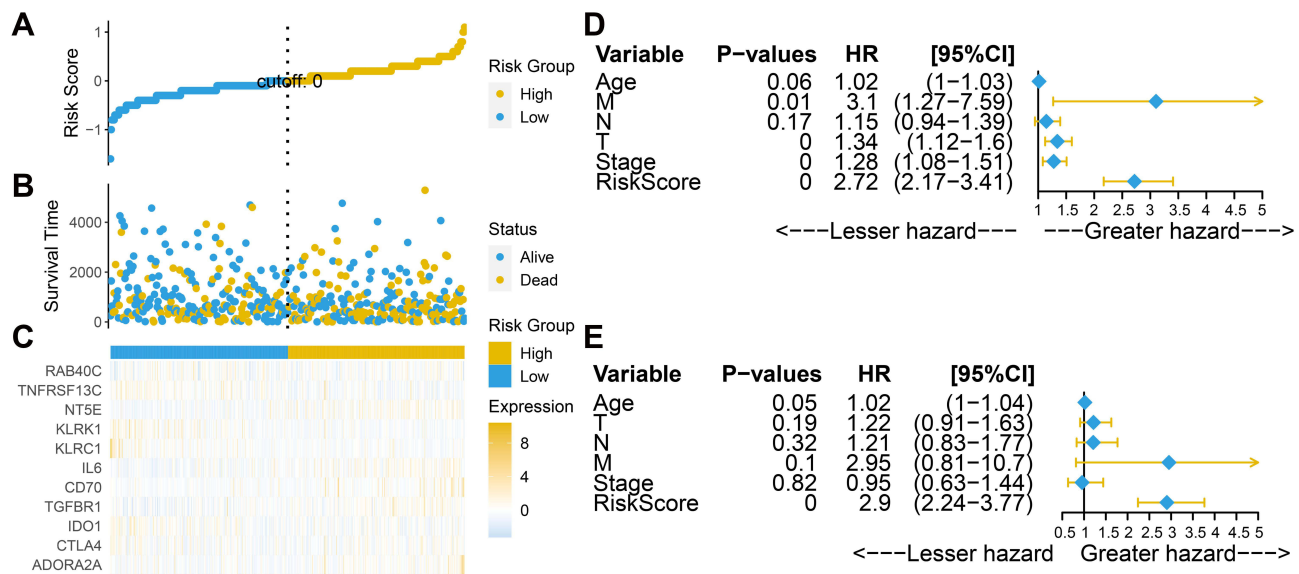 A
Risk Score
1
0
−1
cutoff: 0
Risk Group
High
Low
B
Survival Time
4000
2000
0
Status
Alive
Dead
C
Risk Group
High
Low
Expression
8
4
0
RAB40C
TNFRSF13C
NT5E
KLRK1
KLRC1
IL6
CD70
TGFBR1
IDO1
CTLA4
ADORA2A
D
Variable P−values HR [95%CI]
Age 0.06 1.02 (1−1.03)
M 0.01 3.1 (1.27−7.59)
N 0.17 1.15 (0.94−1.39)
T 0 1.34 (1.12−1.6)
Stage 0 1.28 (1.08−1.51)
RiskScore 0 2.72 (2.17−3.41)
1 1.5 2 2.5 3 3.5 4 4.5 5
<−−−Lesser hazard−−− −−−Greater hazard−−−>
E
Variable P−values HR [95%CI]
Age 0.05 1.02 (1−1.04)
T 0.19 1.22 (0.91−1.63)
N 0.32 1.21 (0.83−1.77)
M 0.1 2.95 (0.81−10.7)
Stage 0.82 0.95 (0.63−1.44)
RiskScore 0 2.9 (2.24−3.77)
0.5 1 1.5 2 2.5 3 3.5 4 4.5 5
<−−−Lesser hazard Greater hazard−−−>